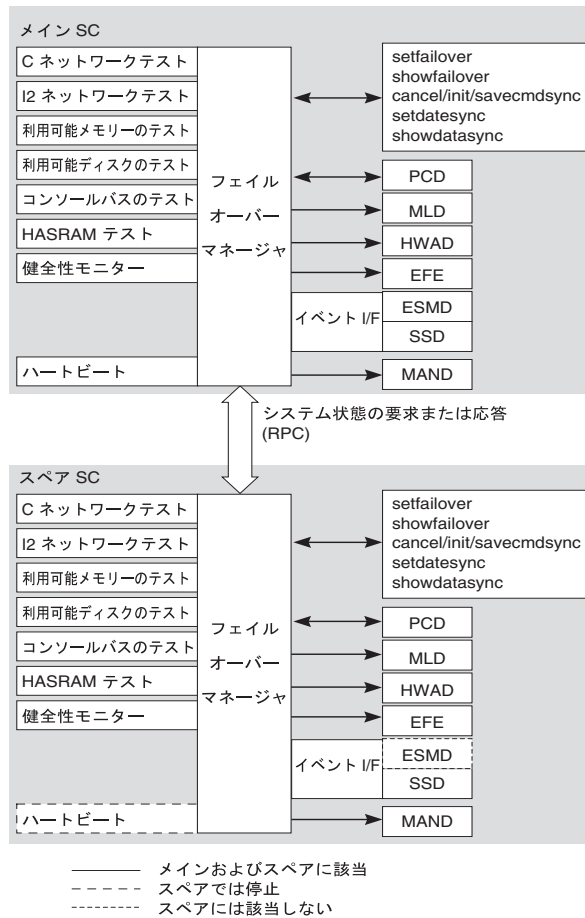 メイン SC
C ネットワークテスト
I2 ネットワークテスト
利用可能メモリーのテスト
利用可能ディスクのテスト
コンソールバスのテスト
HASRAM テスト
健全性モニター
ハートビート
フェイル
オーバー
マネージャ
setfailover
showfailover
cancel/init/savecmdsync
setdatesync
showdatasync
PCD
MLD
HWAD
EFE
イベント I/F
ESMD
SSD
MAND
システム状態の要求または応答
(RPC)
スペア SC
C ネットワークテスト
I2 ネットワークテスト
利用可能メモリーのテスト
利用可能ディスクのテスト
コンソールバスのテスト
HASRAM テスト
健全性モニター
ハートビート
フェイル
オーバー
マネージャ
setfailover
showfailover
cancel/init/savecmdsync
setdatesync
showdatasync
PCD
MLD
HWAD
EFE
イベント I/F
ESMD
SSD
MAND
メインおよびスペアに該当
スペアでは停止
スペアには該当しない